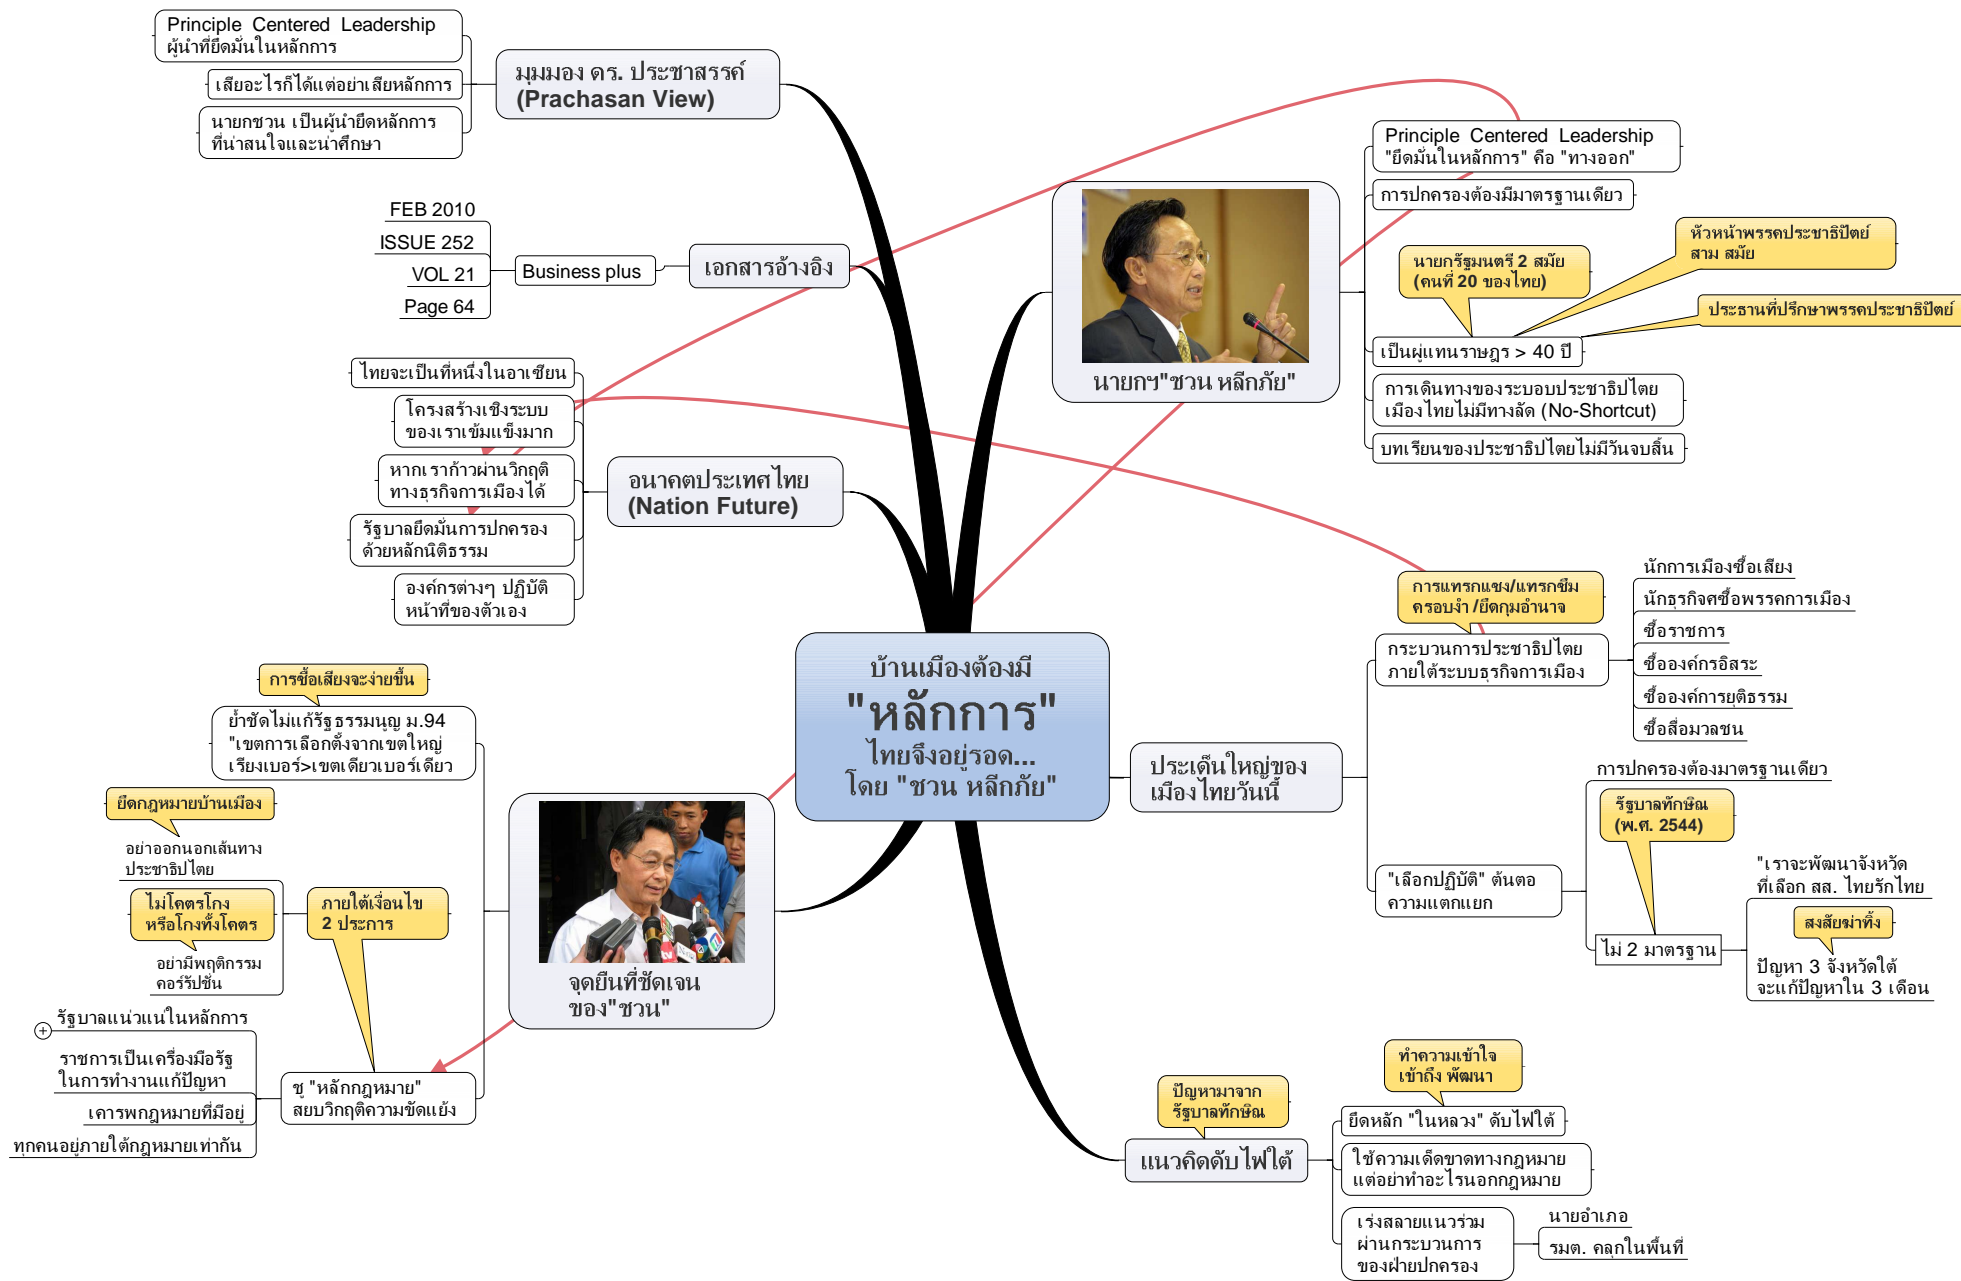 Principle Centered Leadership
ผู้นำที่ยึดมั่นในหลักการ
เสียอะไรก็ได้แต่อย่าเสียหลักการ
นายกชวน เป็นผู้นำยึดหลักการ
ที่น่าสนใจและน่าศึกษา
มุมมอง ดร. ประชาสรรค์
(Prachasan View)
FEB 2010
ISSUE 252
VOL 21
Page 64
Business plus
เอกสารอ้างอิง
ไทยจะเป็นที่หนึ่งในอาเซียน
โครงสร้างเชิงระบบ
ของเราเข้มแข็งมาก
หากเราก้าวผ่านวิกฤติ
ทางธุรกิจการเมืองได้
รัฐบาลยึดมั่นการปกครอง
ด้วยหลักนิติธรรม
องค์กรต่างๆ ปฏิบัติ
หน้าที่ของตัวเอง
อนาคตประเทศไทย
(Nation Future)
การซื้อเสียงจะง่ายขึ้น
ย้ำชัดไม่แก้รัฐธรรมนูญ ม.94
"เขตการเลือกตั้งจากเขตใหญ่
เรียงเบอร์>เขตเดียวเบอร์เดียว
ยึดกฎหมายบ้านเมือง
อย่าออกนอกเส้นทาง
ประชาธิปไตย
ไม่โคตรโกง
หรือโกงทั้งโคตร
อย่ามีพฤติกรรม
คอร์รัปชั่น
ภายใต้เงื่อนไข
2 ประการ
รัฐบาลแน่วแน่ในหลักการ
ราชการเป็นเครื่องมือรัฐ
ในการทำงานแก้ปัญหา
เคารพกฎหมายที่มีอยู่
ทุกคนอยู่ภายใต้กฎหมายเท่ากัน
ชู "หลักกฎหมาย"
สยบวิกฤติความขัดแย้ง
จุดยืนที่ชัดเจน
ของ"ชวน"
บ้านเมืองต้องมี
"หลักการ"
ไทยจึงอยู่รอด...
โดย "ชวน หลีกภัย"
นายกฯ"ชวน หลีกภัย"
Principle Centered Leadership
"ยึดมั่นในหลักการ" คือ "ทางออก"
การปกครองต้องมีมาตรฐานเดียว
นายกรัฐมนตรี 2 สมัย
(คนที่ 20 ของไทย)
หัวหน้าพรรคประชาธิปัตย์
สาม สมัย
ประธานที่ปรึกษาพรรคประชาธิปัตย์
เป็นผู่แทนราษฎร > 40 ปี
การเดินทางของระบอบประชาธิปไตย
เมืองไทยไม่มีทางลัด (No-Shortcut)
บทเรียนของประชาธิปไตยไม่มีวันจบสิ้น
ประเด็นใหญ่ของ
เมืองไทยวันนี้
การแทรกแซง/แทรกซึม
ครอบงำ /ยึดกุมอำนาจ
กระบวนการประชาธิปไตย
ภายใต้ระบบธุรกิจการเมือง
นักการเมืองซื้อเสียง
นักธุรกิจศซื้อพรรคการเมือง
ซื้อราชการ
ซื้อองค์กรอิสระ
ซื้อองค์การยุติธรรม
ซื้อสื่อมวลชน
การปกครองต้องมาตรฐานเดียว
รัฐบาลทักษิณ
(พ.ศ. 2544)
"เลือกปฏิบัติ" ต้นตอ
ความแตกแยก
ไม่ 2 มาตรฐาน
"เราจะพัฒนาจังหวัด
ที่เลือก สส. ไทยรักไทย
สงสัยฆ่าทิ้ง
ปัญหา 3 จังหวัดใต้
จะแก้ปัญหาใน 3 เดือน
ปัญหามาจาก
รัฐบาลทักษิณ
แนวคิดดับไฟใต้
ทำความเข้าใจ
เข้าถึง พัฒนา
ยึดหลัก "ในหลวง" ดับไฟใต้
ใช้ความเด็ดขาดทางกฎหมาย
แต่อย่าทำอะไรนอกกฎหมาย
เร่งสลายแนวร่วม
ผ่านกระบวนการ
ของฝ่ายปกครอง
นายอำเภอ
รมต. คลุกในพื้นที่